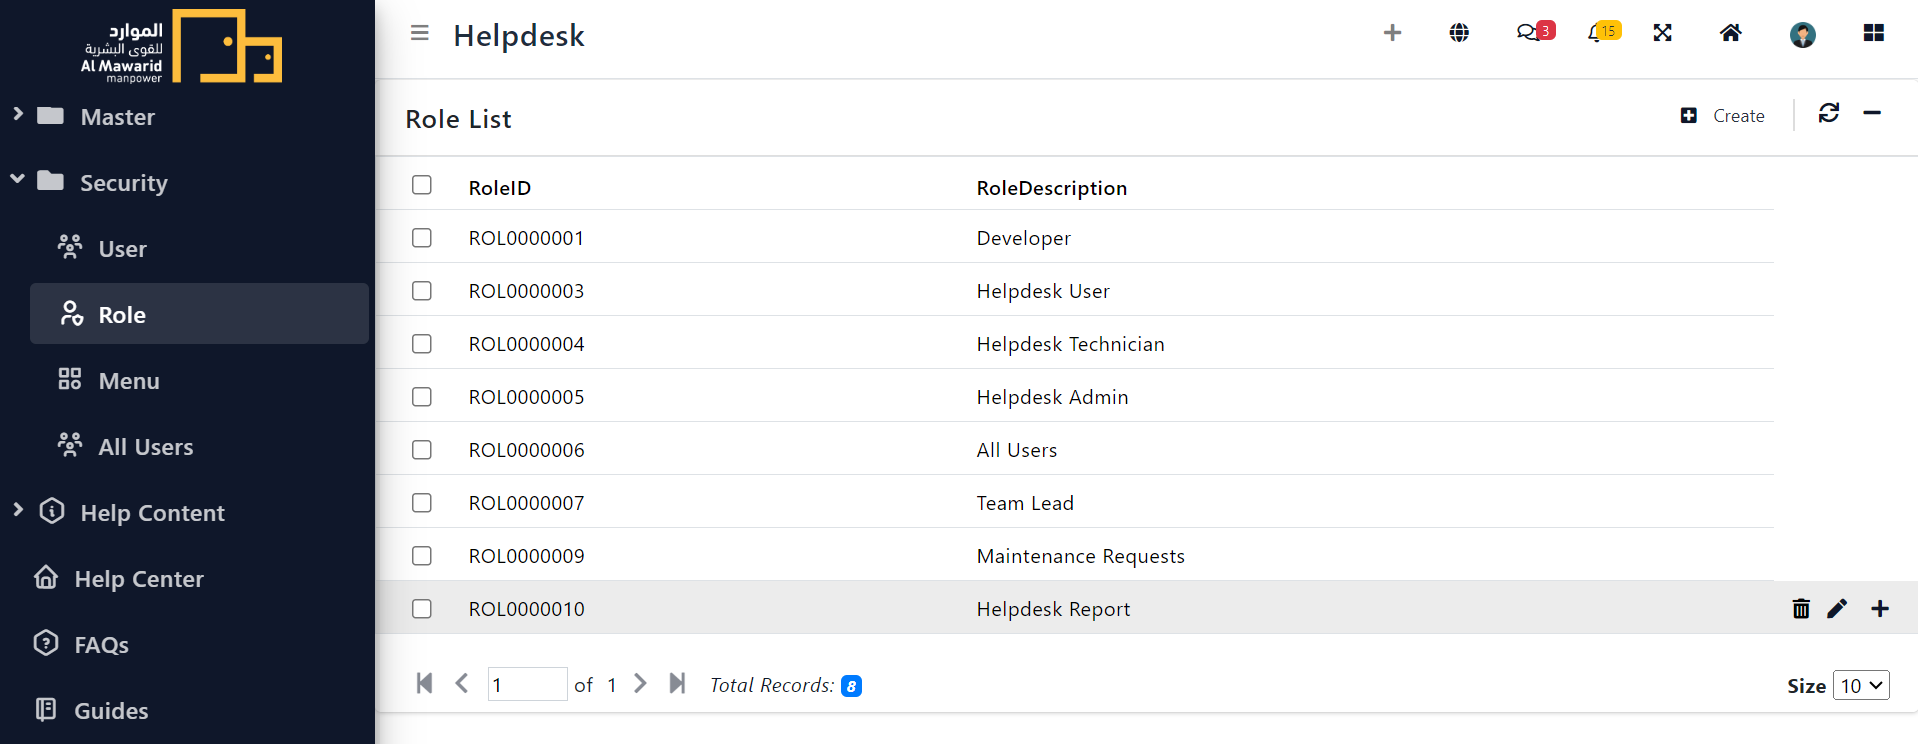 الموارد
للقوى البشرية
Al Mawarid
manpower
Master
Security
User
Role
Menu
All Users
Help Content
Help Center
FAQs
Guides
Helpdesk
3
15
Role List
Create
RoleID RoleDescription
ROL0000001 Developer
ROL0000003 Helpdesk User
ROL0000004 Helpdesk Technician
ROL0000005 Helpdesk Admin
ROL0000006 All Users
ROL0000007 Team Lead
ROL0000009 Maintenance Requests
ROL0000010 Helpdesk Report
1 of 1 Total Records: 8 Size 10